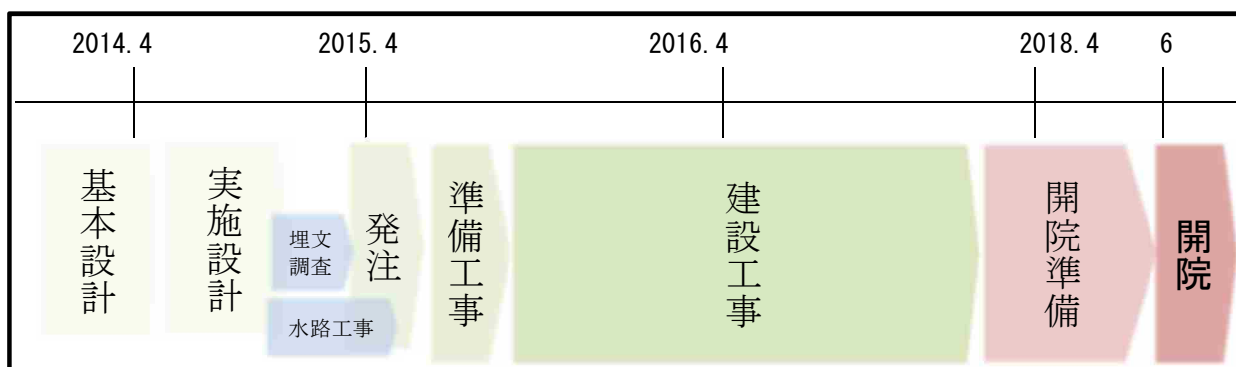 2014. 4
2015. 4
2016. 4
2018. 4
6
基本設計
実施設計
埋文
調査
水路工事
発注
準備工事
建設工事
開院準備
開院